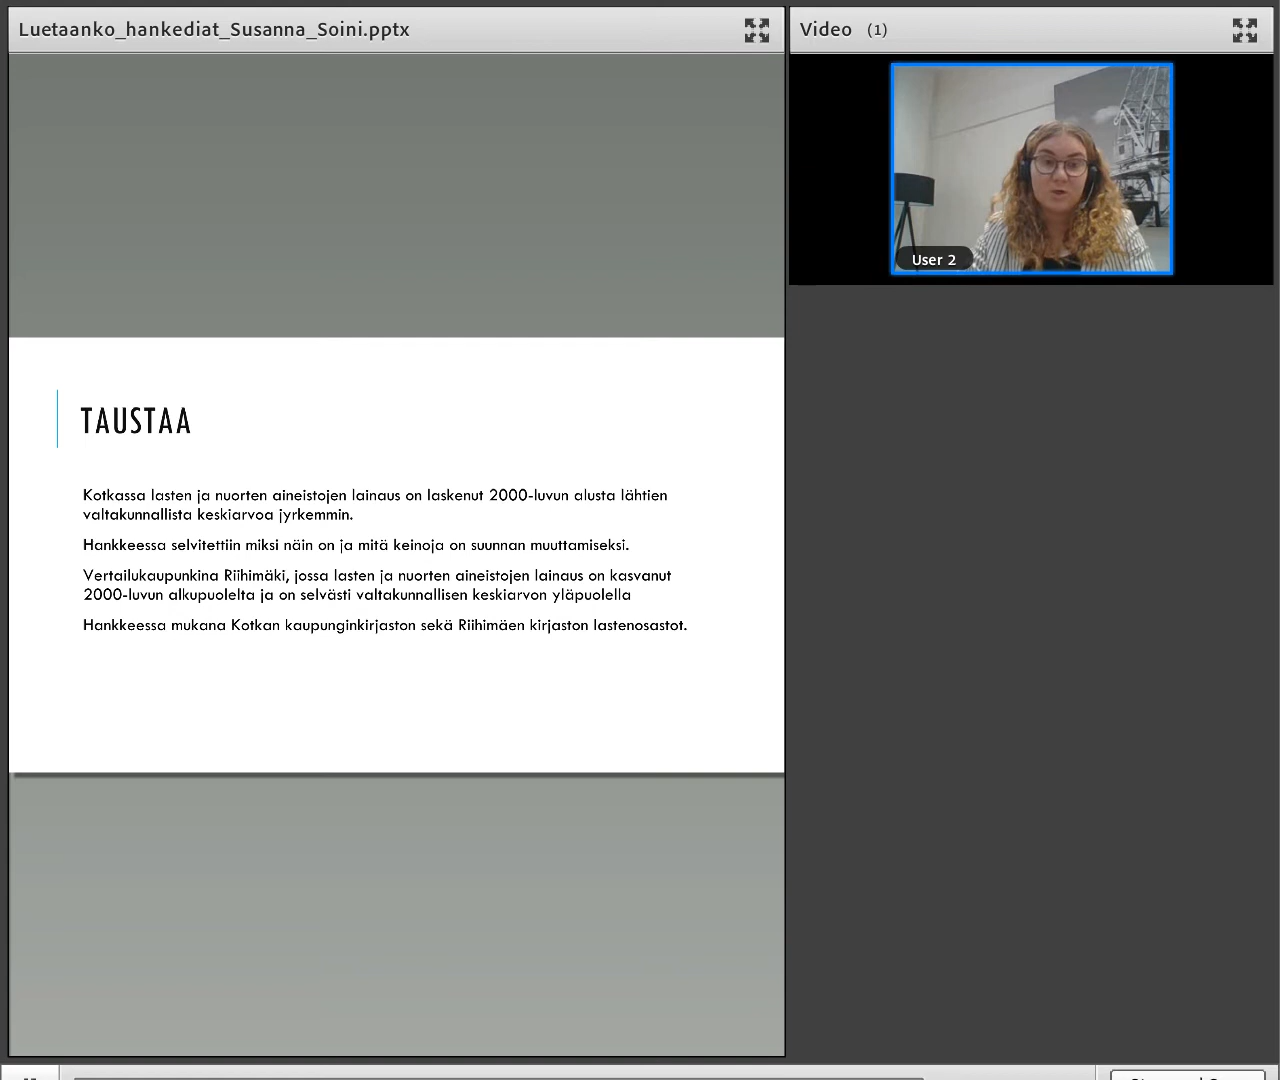 Luetaanko_hankediat_Susanna_Soini.pptx
Video (1)
User 2
TAUSTAA
Kotkassa lasten ja nuorten aineistojen lainaus on laskenut 2000-luvun alusta lähtien
valtakunnallista keskiarvoa jyrkemmin.
Hankkeessa selvitettiin miksi näin on ja mitä keinoja on suunnan muuttamiseksi.
Vertailukaupunkina Riihimäki, jossa lasten ja nuorten aineistojen lainaus on kasvanut
2000-luvun alkupuolelta ja on selvästi valtakunnallisen keskiarvon yläpuolella
Hankkeessa mukana Kotkan kaupunginkirjaston sekä Riihimäen kirjaston lastenosastot.